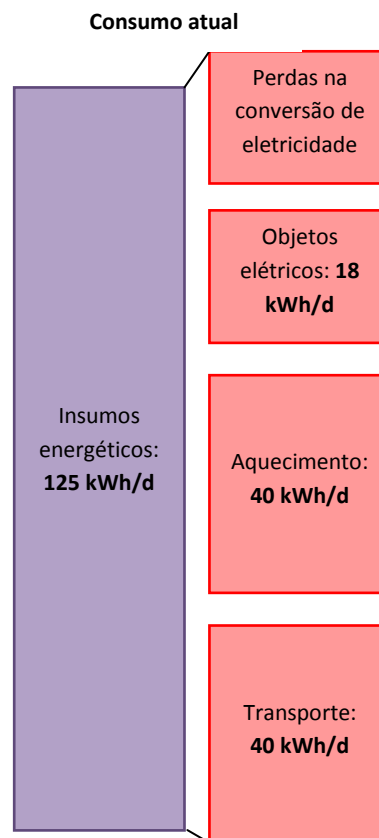 Consumo atual
Perdas na
conversão de
eletricidade
Objetos
elétricos: 18
kWh/d
Insumos
energéticos:
125 kWh/d
Aquecimento:
40 kWh/d
Transporte:
40 kWh/d